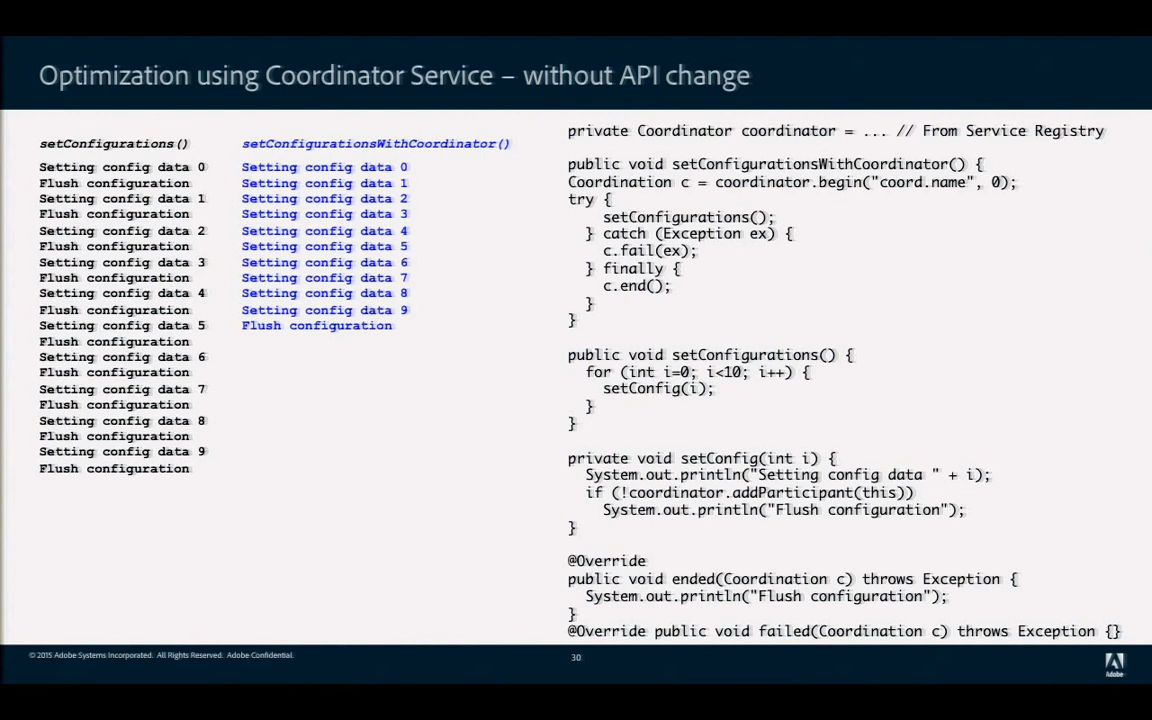 Optimization using Coordinator Service – without API change
setConfigurations()
Setting config data 0
Flush configuration
Setting config data 1
Flush configuration
Setting config data 2
Flush configuration
Setting config data 3
Flush configuration
Setting config data 4
Flush configuration
Setting config data 5
Flush configuration
Setting config data 6
Flush configuration
Setting config data 7
Flush configuration
Setting config data 8
Flush configuration
Setting config data 9
Flush configuration
setConfigurationsWithCoordinator()
Setting config data 0
Setting config data 1
Setting config data 2
Setting config data 3
Setting config data 4
Setting config data 5
Setting config data 6
Setting config data 7
Setting config data 8
Setting config data 9
Flush configuration
private Coordinator coordinator = ... // From Service Registry
public void setConfigurationsWithCoordinator() {
Coordination c = coordinator.begin("coord.name", 0);
try {
setConfigurations();
} catch (Exception ex) {
c.fail(ex);
} finally {
c.end();
}
}
public void setConfigurations() {
for (int i=0; i<10; i++) {
setConfig(i);
}
}
private void setConfig(int i) {
System.out.println("Setting config data " + i);
if (!coordinator.addParticipant(this))
System.out.println("Flush configuration");
}
@Override
public void ended(Coordination c) throws Exception {
System.out.println("Flush configuration");
}
@Override public void failed(Coordination c) throws Exception {}
© 2015 Adobe Systems Incorporated. All Rights Reserved. Adobe Confidential.
30
Adobe